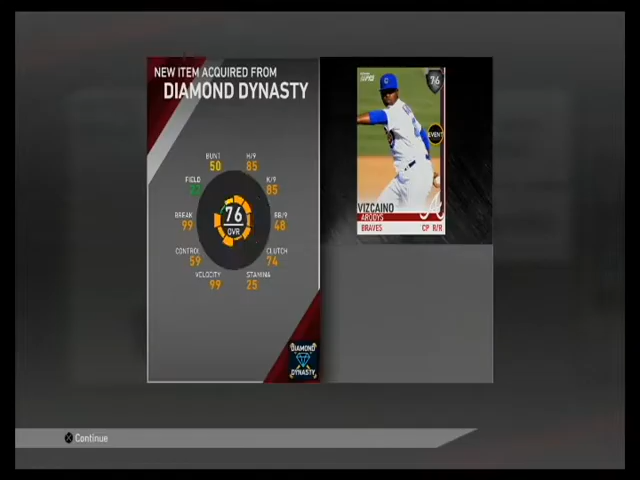 NEW ITEM ACQUIRED FROM
DIAMOND DYNASTY
BUNT
50
H/9
85
FIELD
K/9
85
BREAK
99
76
OVR
BB/9
48
CONTROL
59
CLUTCH
74
VELOCITY
99
STAMINA
25
DIAMOND
DYNASTY
76
EVENT
VIZCAINO
ARODYS
BRAVES
CP R/R
Continue